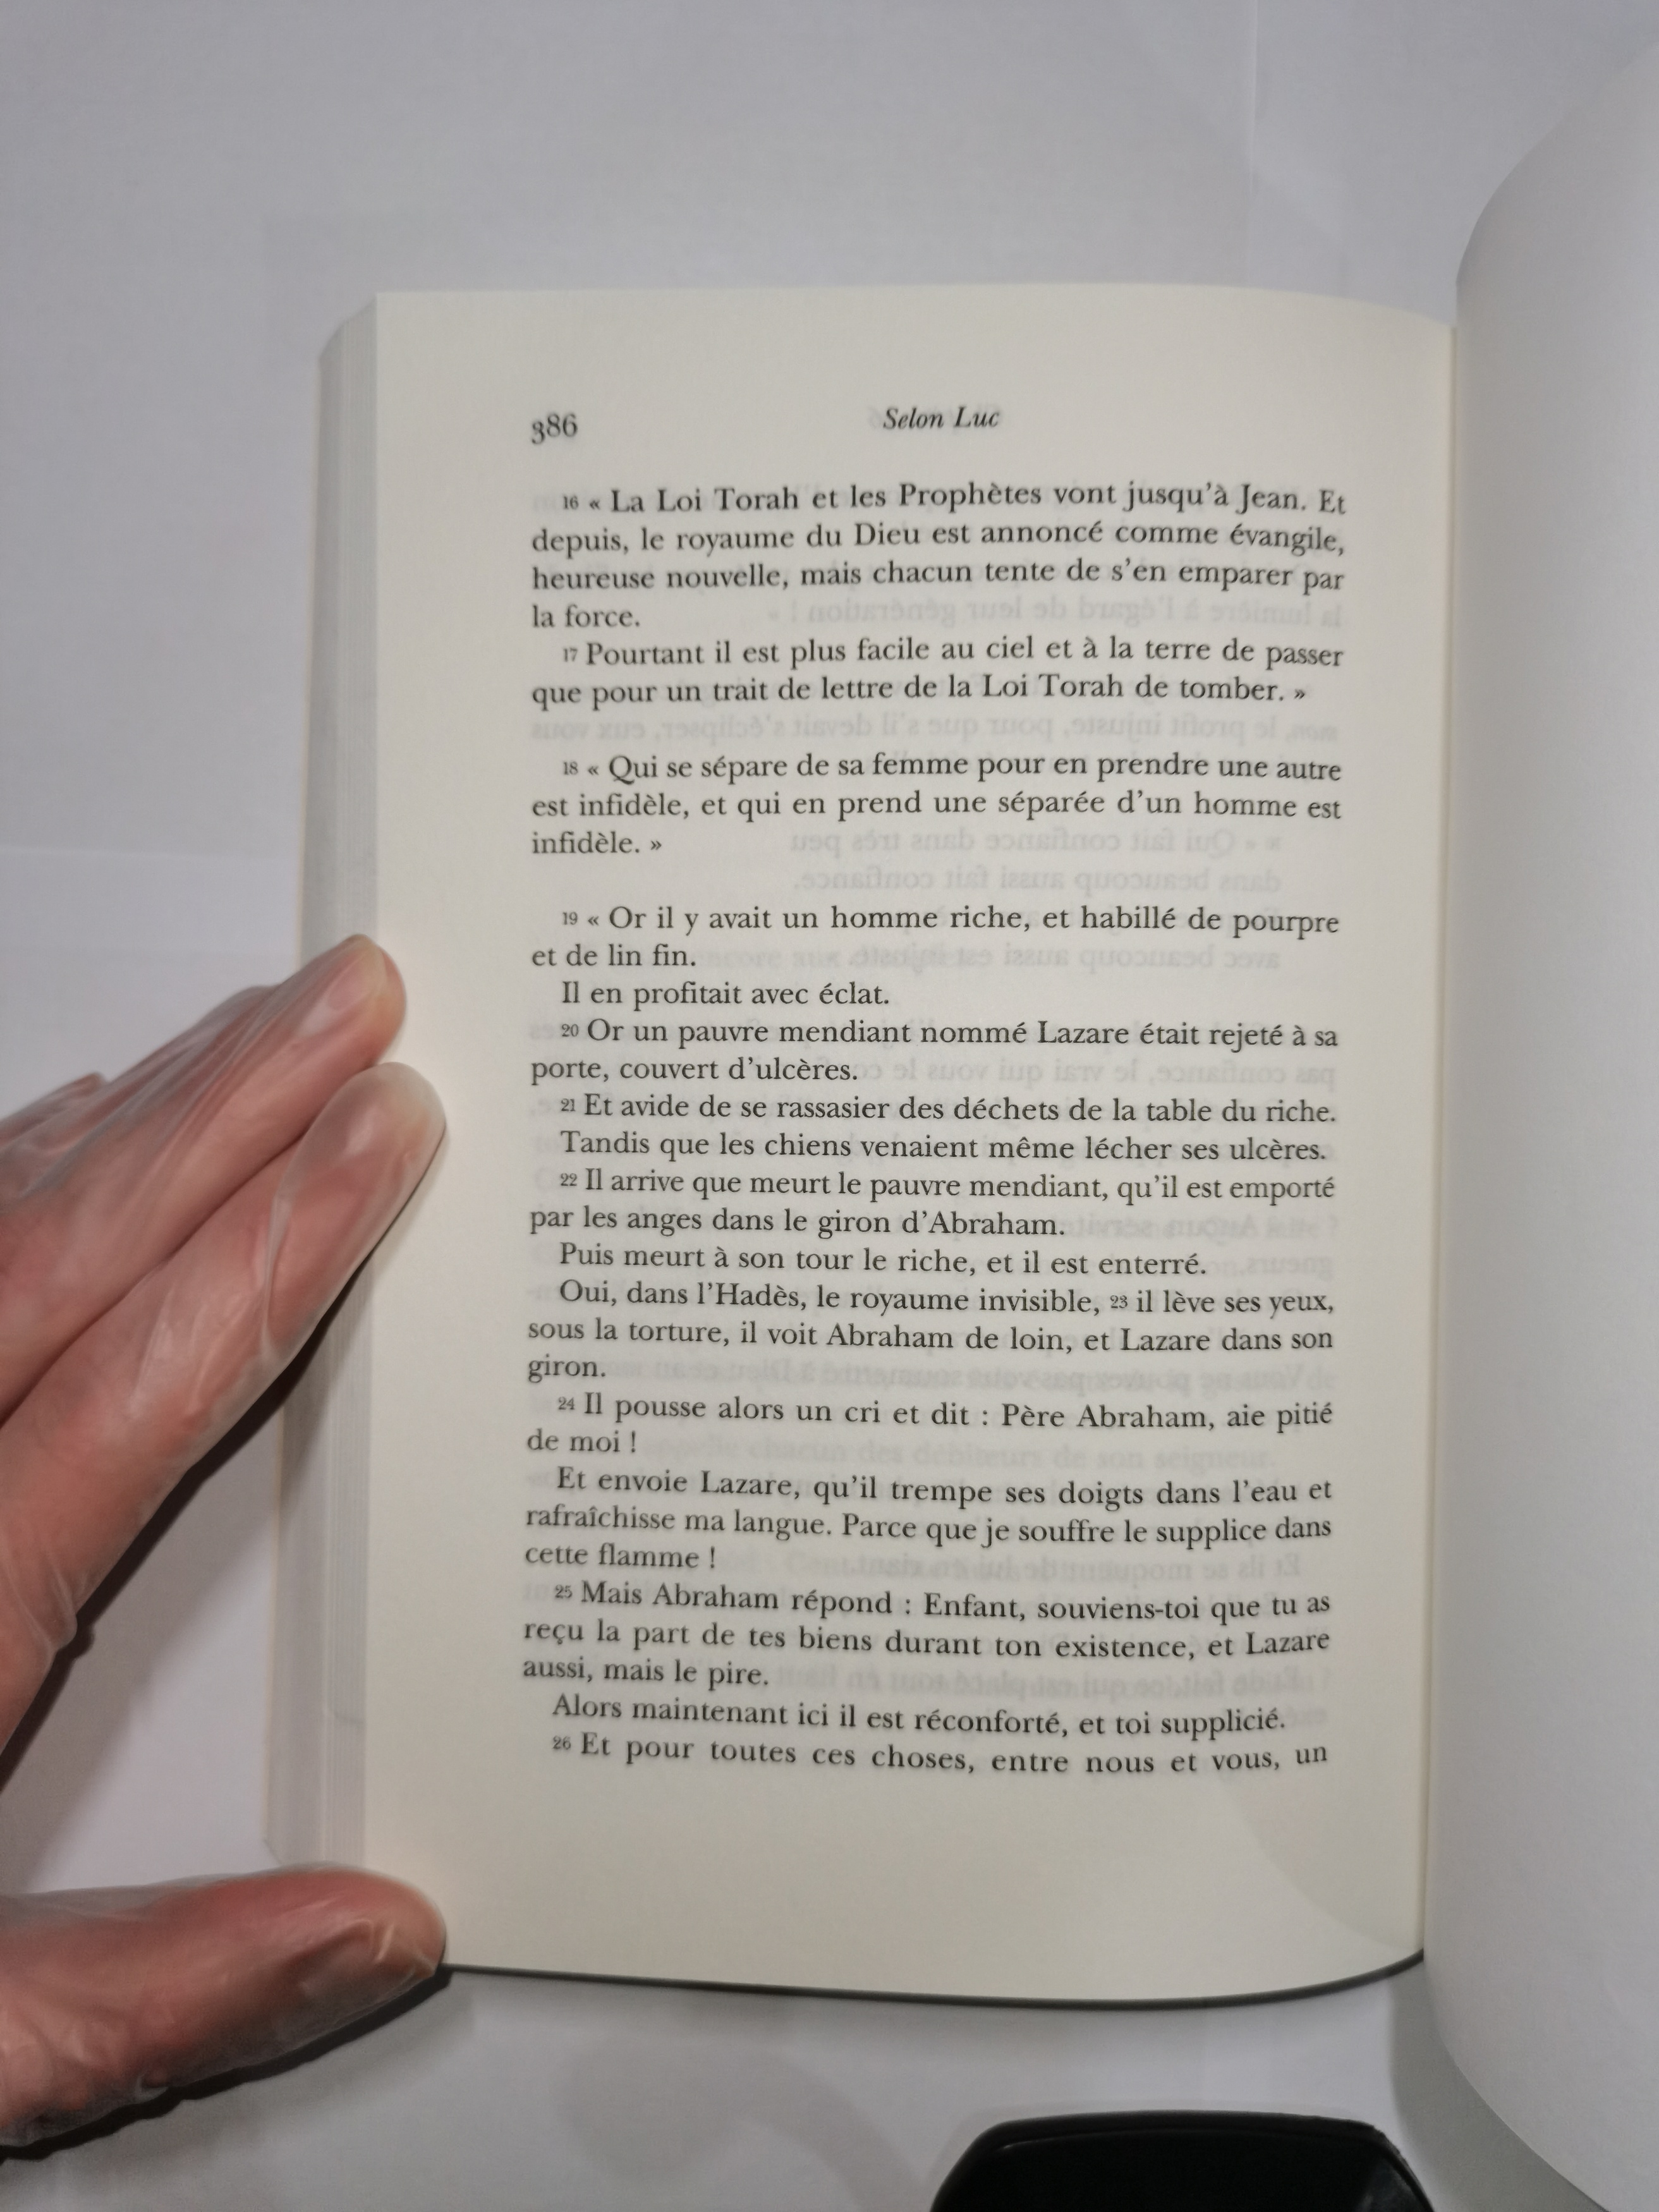 386
Selon Luc
16 « La Loi Torah et les Prophètes vont jusqu’à Jean. Et
depuis, le royaume du Dieu est annoncé comme évangile,
heureuse nouvelle, mais chacun tente de s’en emparer par
la force.
17 Pourtant il est plus facile au ciel et à la terre de passer
que pour un trait de lettre de la Loi Torah de tomber. »
18 « Qui se sépare de sa femme pour en prendre une autre
est infidèle, et qui en prend une séparée d’un homme est
infidèle. »
19 « Or il y avait un homme riche, et habillé de pourpre
et de lin fin.
Il en profitait avec éclat.
20 Or un pauvre mendiant nommé Lazare était rejeté à sa
porte, couvert d’ulcères.
21 Et avide de se rassasier des déchets de la table du riche.
Tandis que les chiens venaient même lécher ses ulcères.
22 Il arrive que meurt le pauvre mendiant, qu’il est emporté
par les anges dans le giron d’Abraham.
Puis meurt à son tour le riche, et il est enterré.
Oui, dans l’Hadès, le royaume invisible, 23 il lève ses yeux,
sous la torture, il voit Abraham de loin, et Lazare dans son
giron.
24 Il pousse alors un cri et dit : Père Abraham, aie pitié
de moi !
Et envoie Lazare, qu’il trempe ses doigts dans l’eau et
rafraîchisse ma langue. Parce que je souffre le supplice dans
cette flamme !
25 Mais Abraham répond : Enfant, souviens-toi que tu as
reçu la part de tes biens durant ton existence, et Lazare
aussi, mais le pire.
Alors maintenant ici il est réconforté, et toi supplicié.
26 Et pour toutes ces choses, entre nous et vous, un